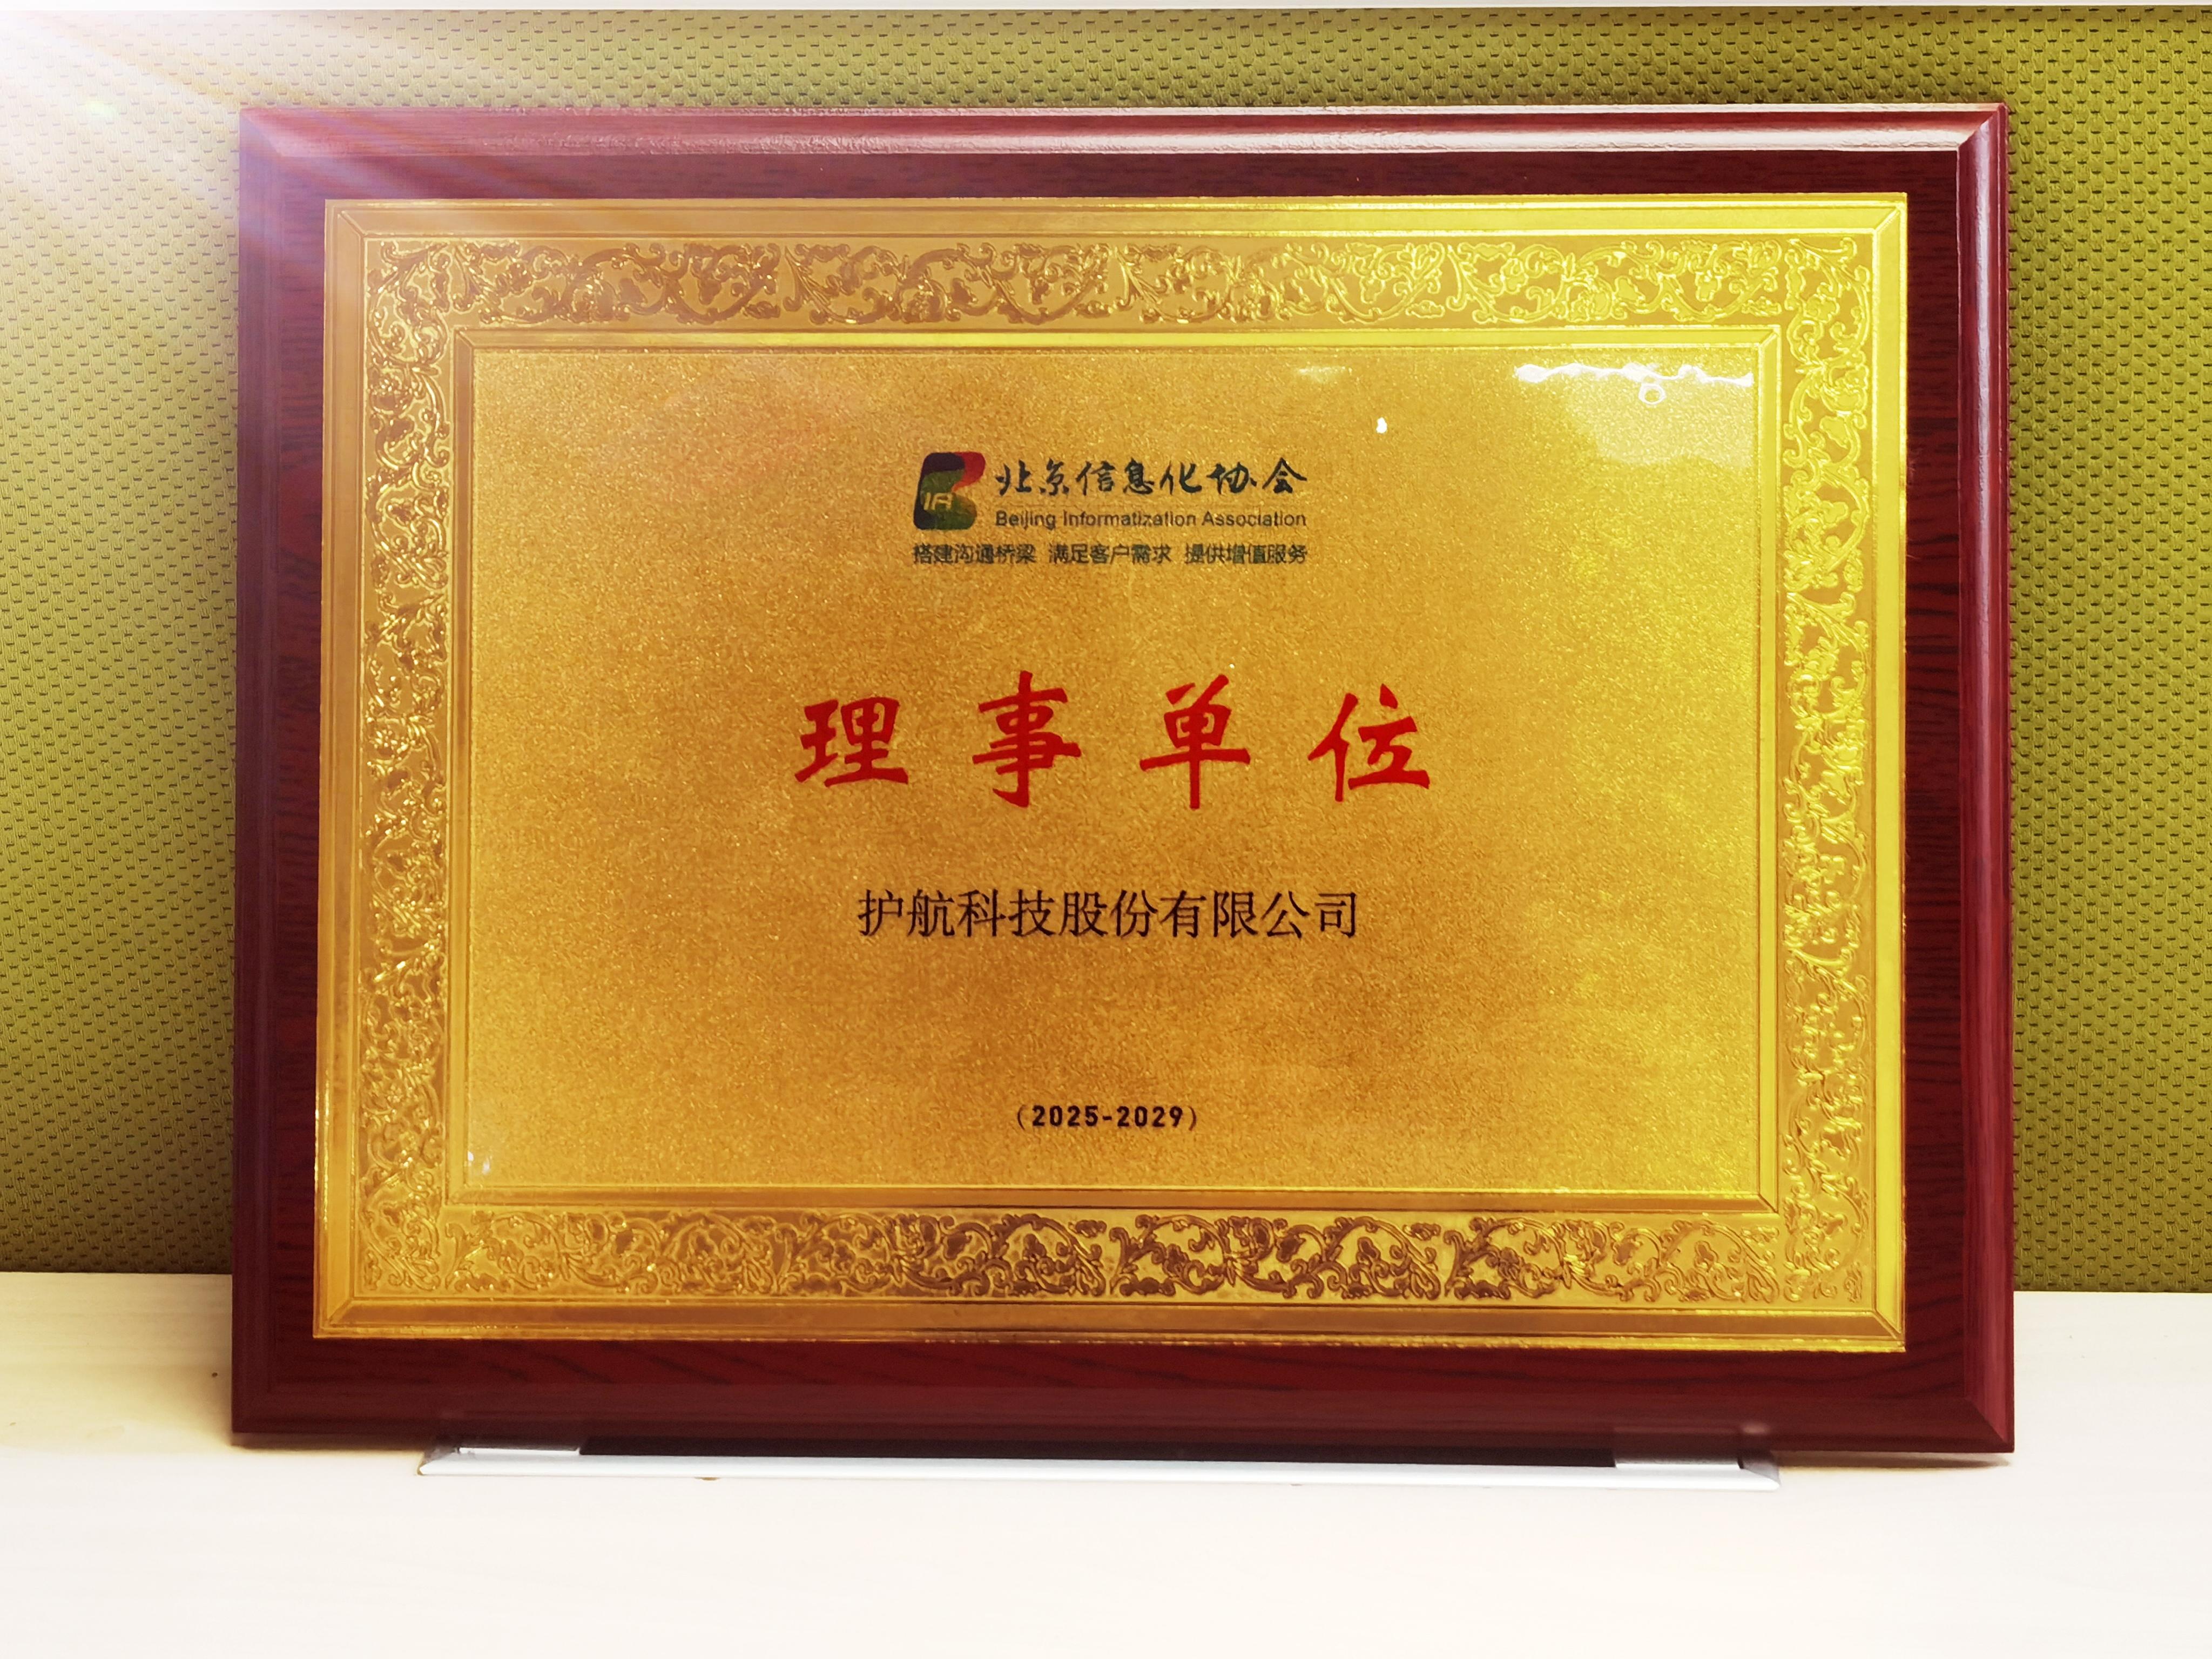 IA
北京信息化协会
Beijing Informatization Association
搭建沟通桥梁 满足客户需求 提供增值服务
理事单位
护航科技股份有限公司
（2025-2029）